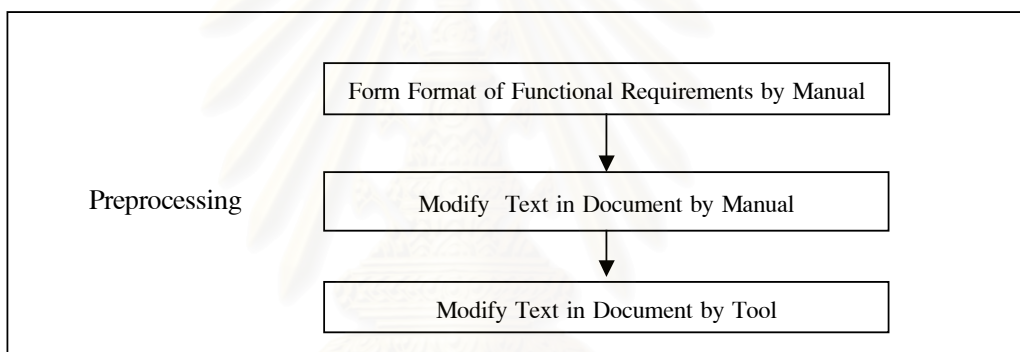 Form Format of Functional Requirements by Manual
Preprocessing
Modify Text in Document by Manual
Modify Text in Document by Tool